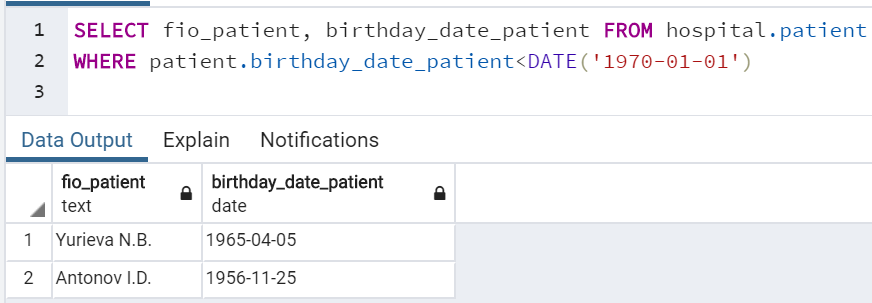 1 SELECT fio_patient, birthday_date_patient FROM hospital.patient
2 WHERE patient.birthday_date_patient<DATE('1970-01-01')
3
Data Output Explain Notifications
fio_patient birthday_date_patient
text date
1 Yurieva N.B. 1965-04-05
2 Antonov I.D. 1956-11-25